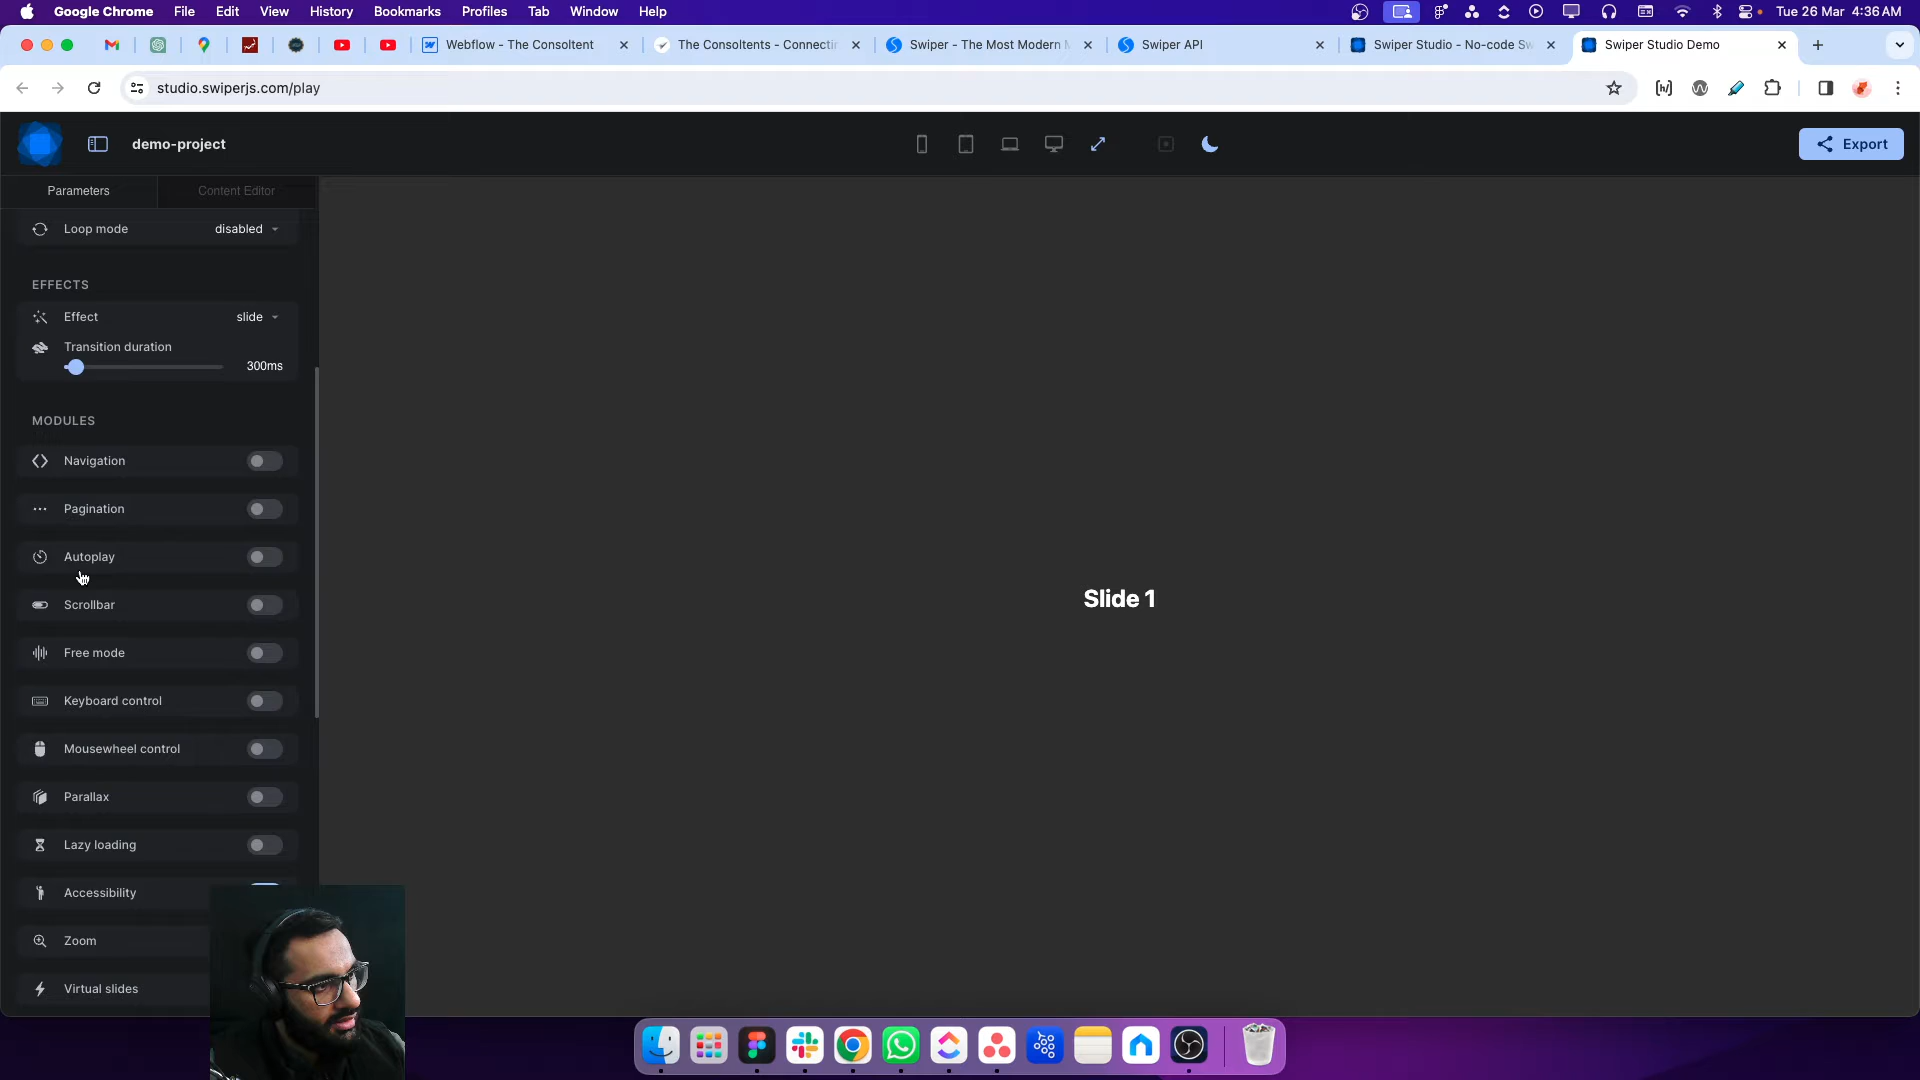 Google Chrome File Edit View History Bookmarks Profiles Tab Window Help Tue 26 Mar 4:36 AM
Webflow - The Consoltent
The Consoltents - Connectin
Swiper - The Most Modern M
Swiper API
Swiper Studio - No-code Sw
Swiper Studio Demo
studio.swiperjs.com/play
demo-project
Export
Parameters
Content Editor
Loop mode disabled
EFFECTS
Effect slide
Transition duration
300ms
MODULES
Navigation
Pagination
Autoplay
Scrollbar
Free mode
Keyboard control
Mousewheel control
Parallax
Lazy loading
Accessibility
Zoom
Virtual slides
Slide 1